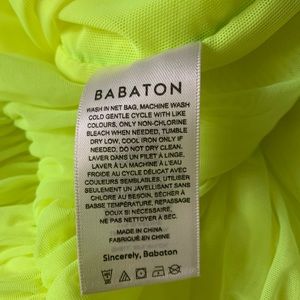 BABATON
WASH IN NET BAG, MACHINE WASH
COLD GENTLE CYCLE WITH LIKE
COLOURS, ONLY NON-CHLORINE
BLEACH WHEN NEEDED, TUMBLE
DRY LOW, COOL IRON ONLY IF
NEEDED, DO NOT DRY CLEAN.
LAVER DANS UN FILET À LINGE,
LAVER À LA MACHINE À L'EAU
FROIDE AU CYCLE DÉLICAT AVEC
COULEURS SEMBLABLES, UTILISER
SEULEMENT UN JAVELLISANT SANS
CHLORE AU BESOIN, SÉCHER À
BASSE TEMPÉRATURE, REPASSAGE
DOUX SI NÉCESSAIRE,
NE PAS NETTOYER À SEC.
MADE IN CHINA
FABRIQUÉ EN CHINE
Sincerely, Babaton